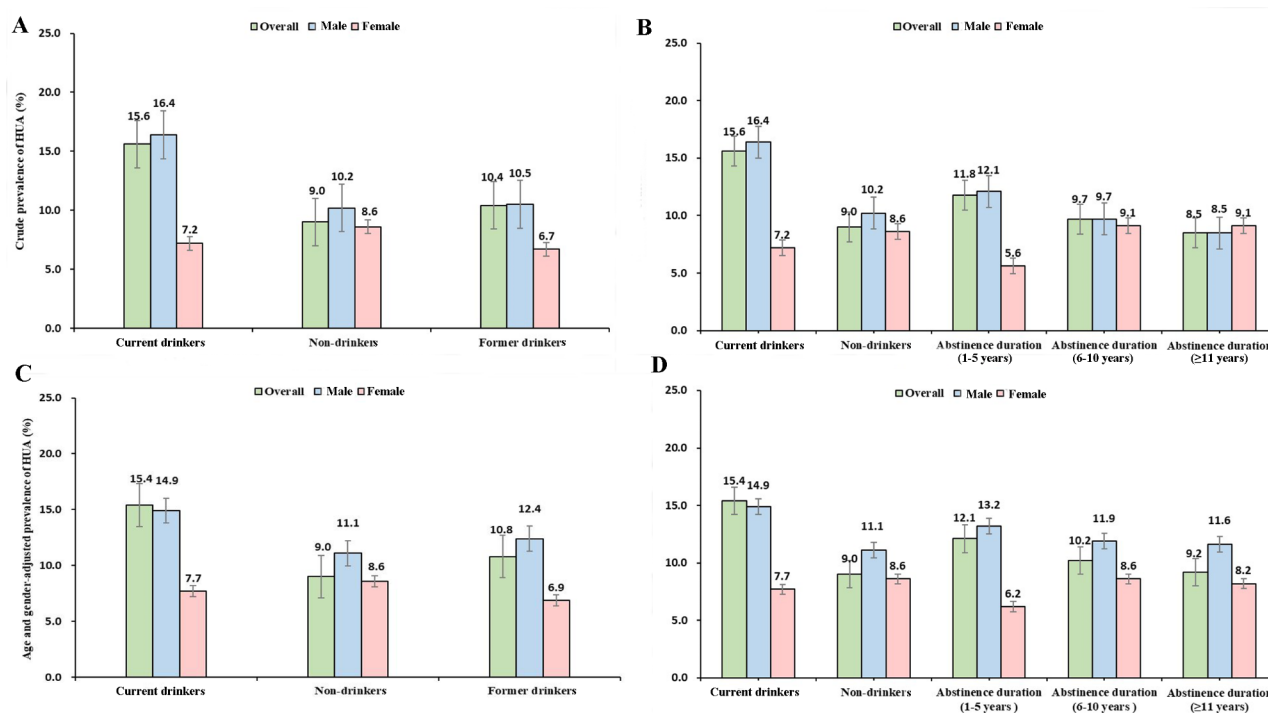 A
Overall Male Female
Crude prevalence of HUA (%)
25.0
20.0
15.0
10.0
5.0
0.0
15.6 16.4 7.2
9.0 10.2 8.6
10.4 10.5 6.7
Current drinkers Non-drinkers Former drinkers
B
Overall Male Female
25.0
20.0
15.0
10.0
5.0
0.0
15.6 16.4 7.2
9.0 10.2 8.6
11.8 12.1 5.6
9.7 9.7 9.1
8.5 8.5 9.1
Current drinkers Non-drinkers Abstinence duration Abstinence duration Abstinence duration
(1-5 years) (6-10 years) (≥11 years)
C
Overall Male Female
Age and gender-adjusted prevalence of HUA (%)
25.0
20.0
15.0
10.0
5.0
0.0
15.4 14.9 7.7
9.0 11.1 8.6
10.8 12.4 6.9
Current drinkers Non-drinkers Former drinkers
D
Overall Male Female
25.0
20.0
15.0
10.0
5.0
0.0
15.4 14.9 7.7
9.0 11.1 8.6
12.1 13.2 6.2
10.2 11.9 8.6
9.2 11.6 8.2
Current drinkers Non-drinkers Abstinence duration Abstinence duration Abstinence duration
(1-5 years ) (6-10 years ) (≥11 years)